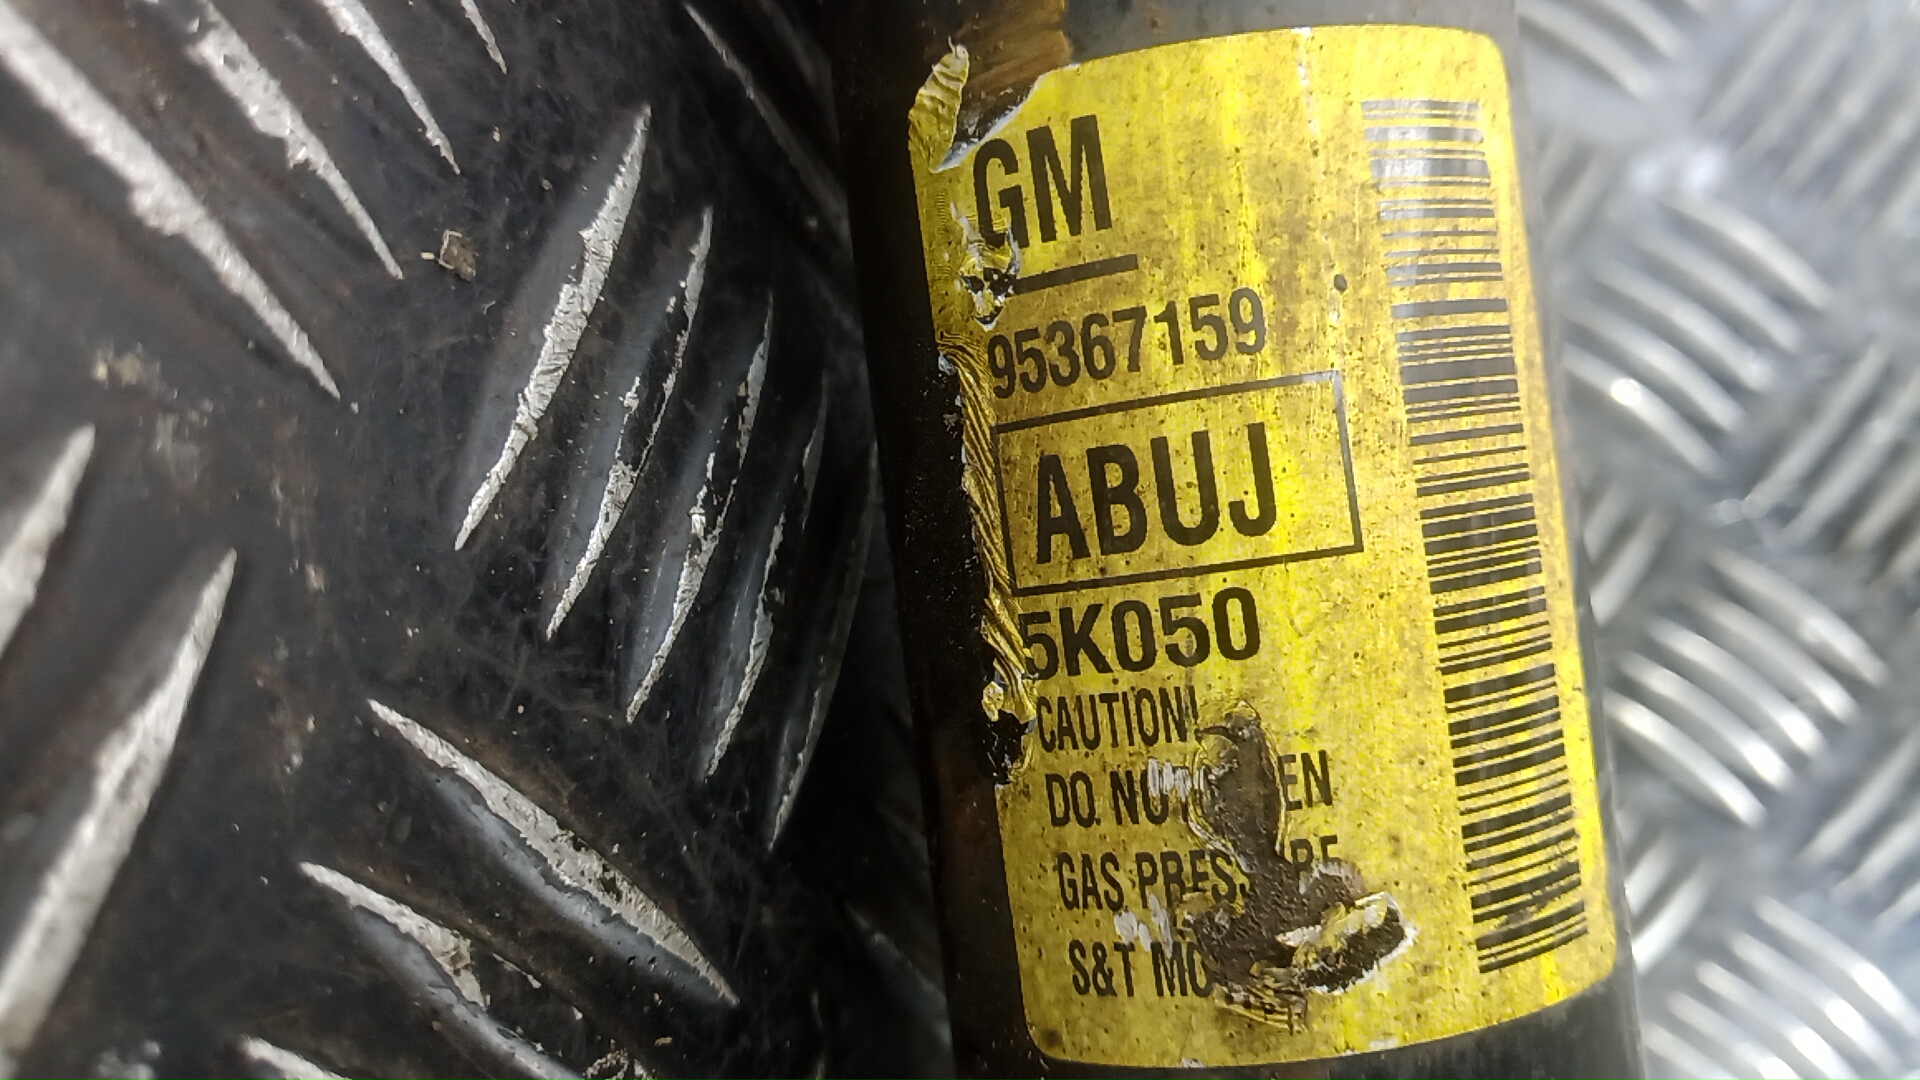 GM
95367159
ABUJ
5K050
CAUTION!
DO NOT
GAS
S&T